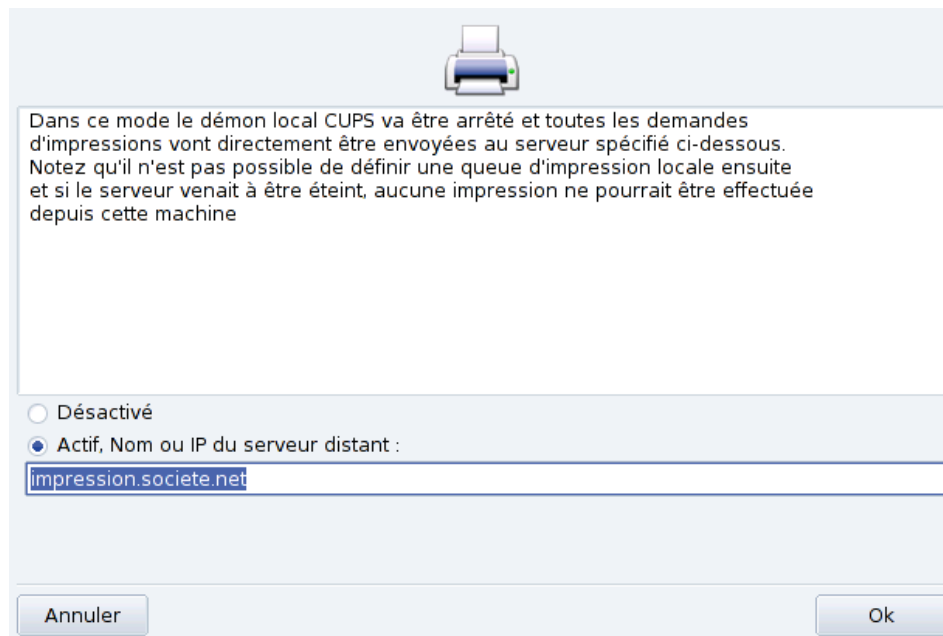 Dans ce mode le démon local CUPS va être arrêté et toutes les demandes
d'impressions vont directement être envoyées au serveur spécifié ci-dessous.
Notez qu'il n'est pas possible de définir une queue d'impression locale ensuite
et si le serveur venait à être éteint, aucune impression ne pourrait être effectuée
depuis cette machine
Désactivé
Actif, Nom ou IP du serveur distant :
impression.societe.net
Annuler
Ok